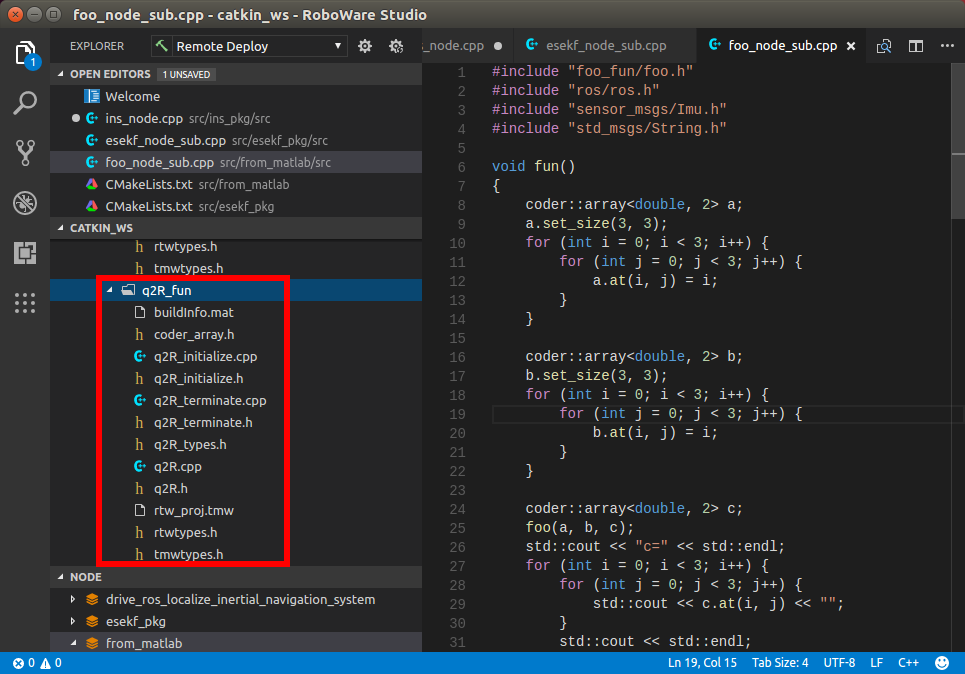 foo_node_sub.cpp - catkin_ws - RoboWare Studio
EXPLORER
Remote Deploy
_node.cpp
esekf_node_sub.cpp
foo_node_sub.cpp
1
OPEN EDITORS 1 UNSAVED
Welcome
ins_node.cpp src/ins_pkg/src
esekf_node_sub.cpp src/esekf_pkg/src
foo_node_sub.cpp src/from_matlab/src
CMakeLists.txt src/from_matlab
CMakeLists.txt src/esekf_pkg
CATKIN_WS
h rtwtypes.h
h tmwtypes.h
q2R_fun
buildInfo.mat
h coder_array.h
q2R_initialize.cpp
h q2R_initialize.h
q2R_terminate.cpp
h q2R_terminate.h
h q2R_types.h
q2R.cpp
h q2R.h
rtw_proj.tmw
h rtwtypes.h
h tmwtypes.h
NODE
drive_ros_localize_inertial_navigation_system
esekf_pkg
from_matlab
1 #include "foo_fun/foo.h"
2 #include "ros/ros.h"
3 #include "sensor_msgs/Imu.h"
4 #include "std_msgs/String.h"
5
6 void fun()
7 {
8 coder::array<double, 2> a;
9 a.set_size(3, 3);
10 for (int i = 0; i < 3; i++) {
11 for (int j = 0; j < 3; j++) {
12 a.at(i, j) = i;
13 }
14 }
15
16 coder::array<double, 2> b;
17 b.set_size(3, 3);
18 for (int i = 0; i < 3; i++) {
19 for (int j = 0; j < 3; j++) {
20 b.at(i, j) = i;
21 }
22 }
23
24 coder::array<double, 2> c;
25 foo(a, b, c);
26 std::cout << "c=" << std::endl;
27 for (int i = 0; i < 3; i++) {
28 for (int j = 0; j < 3; j++) {
29 std::cout << c.at(i, j) << "";
30 }
31 std::cout << std::endl;
0 0
Ln 19, Col 15 Tab Size: 4 UTF-8 LF C++